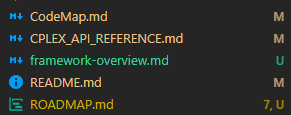 CodeMap.md M
CPLEX_API_REFERENCE.md M
framework-overview.md U
README.md M
ROADMAP.md 7, U